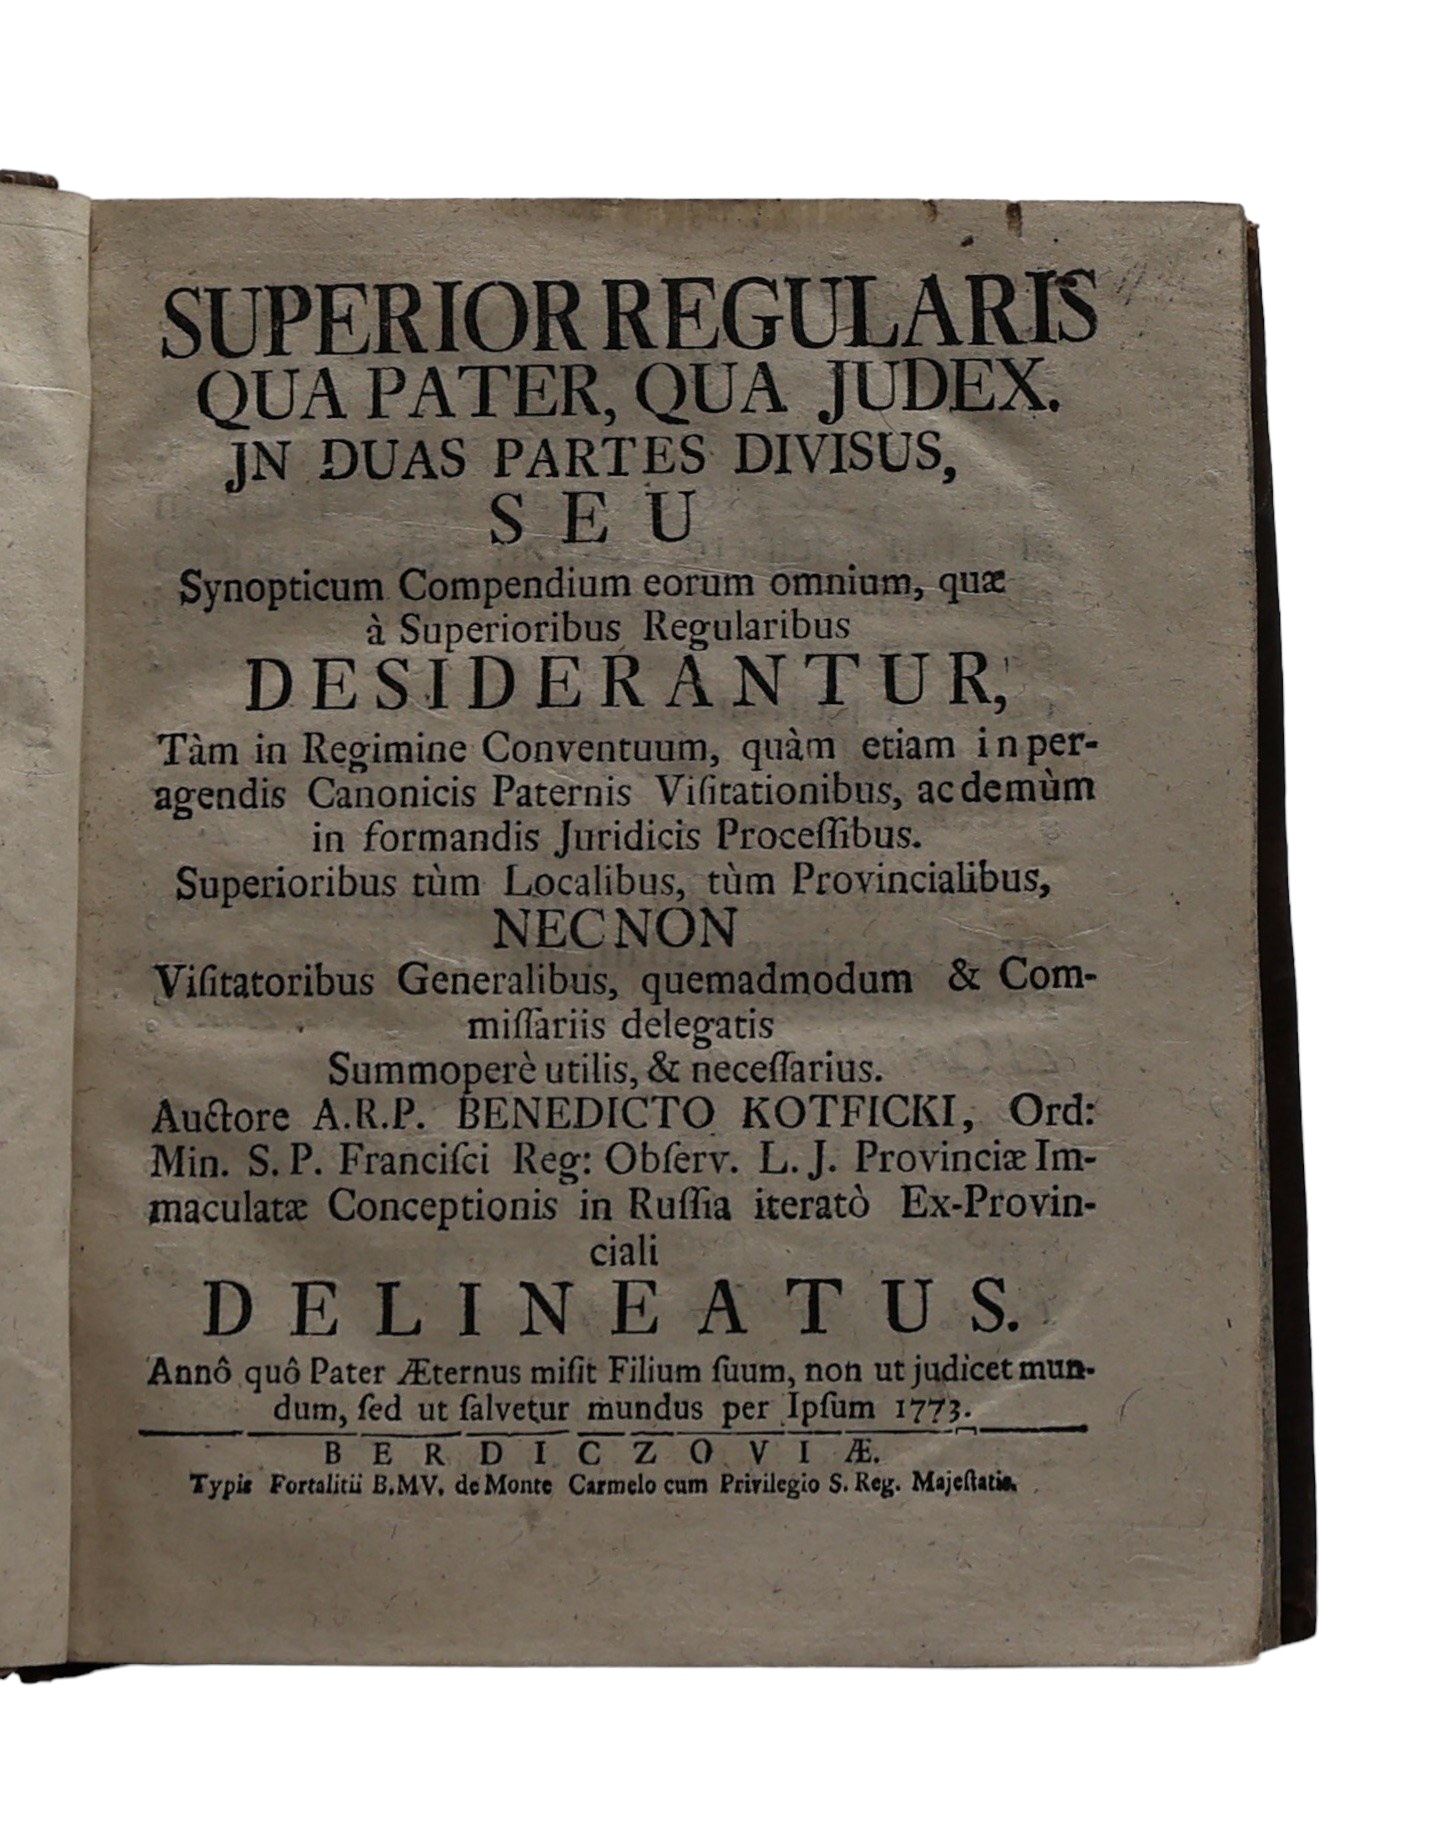 SUPERIOR REGULARIS
QUA PATER, QUA JUDEX.
JN DUAS PARTES DIVISUS,
SEU
Synopticum Compendium eorum omnium, quæ
à Superioribus Regularibus
DESIDERANTUR,
Tàm in Regimine Conventuum, quàm etiam in per-
agendis Canonicis Paternis Viſitationibus, ac demùm
in formandis Juridicis Proceſſibus.
Superioribus tùm Localibus, tùm Provincialibus,
NEC NON
Viſitatoribus Generalibus, quemadmodum & Com-
miſſariis delegatis
Summoperè utilis, & neceſſarius.
Auctore A.R.P. BENEDICTO KOTFICKI, Ord:
Min. S. P. Franciſci Reg: Obſerv. L. J. Provinciæ Im-
maculatæ Conceptionis in Ruſſia iteratò Ex-Provin-
ciali
DELINEATUS.
Annô quô Pater Æternus miſit Filium ſuum, non ut judicet mun-
dum, ſed ut ſalvetur mundus per Ipſum 1773.
BERDICZOVIÆ.
Typis Fortalitii B.MV. de Monte Carmelo cum Privilegio S. Reg. Majeſtatis.